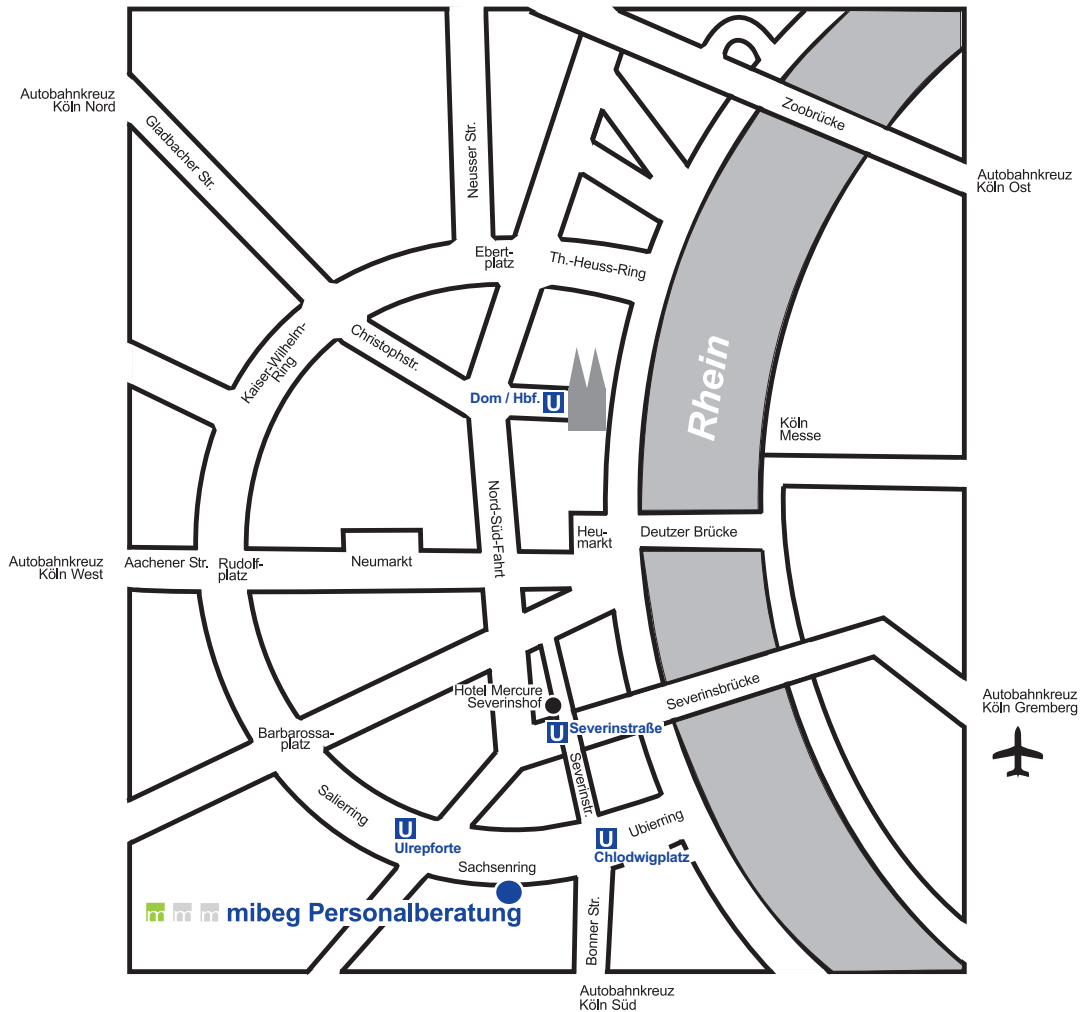 Autobahnkreuz
Köln Nord
Gladbacher Str.
Neusser Str.
Zoobrücke
Autobahnkreuz
Köln Ost
Ebert-
platz
Th.-Heuss-Ring
Kaiser-Wilhelm-
Ring
Christophstr.
Rhein
Dom / Hbf.
U
Köln
Messe
Nord-Süd-Fahrt
Heu-
markt
Deutzer Brücke
Autobahnkreuz
Köln West
Aachener Str.
Rudolf-
platz
Neumarkt
Hotel Mercure
Severinshof
Severinsbrücke
Autobahnkreuz
Köln Gremberg
U
Severinstraße
Barbarossa-
platz
Severinstr.
Salierring
U
Ulrepforte
Ubierring
U
Chlodwigplatz
Sachsenring
m m m mibeg Personalberatung
Bonner Str.
Autobahnkreuz
Köln Süd